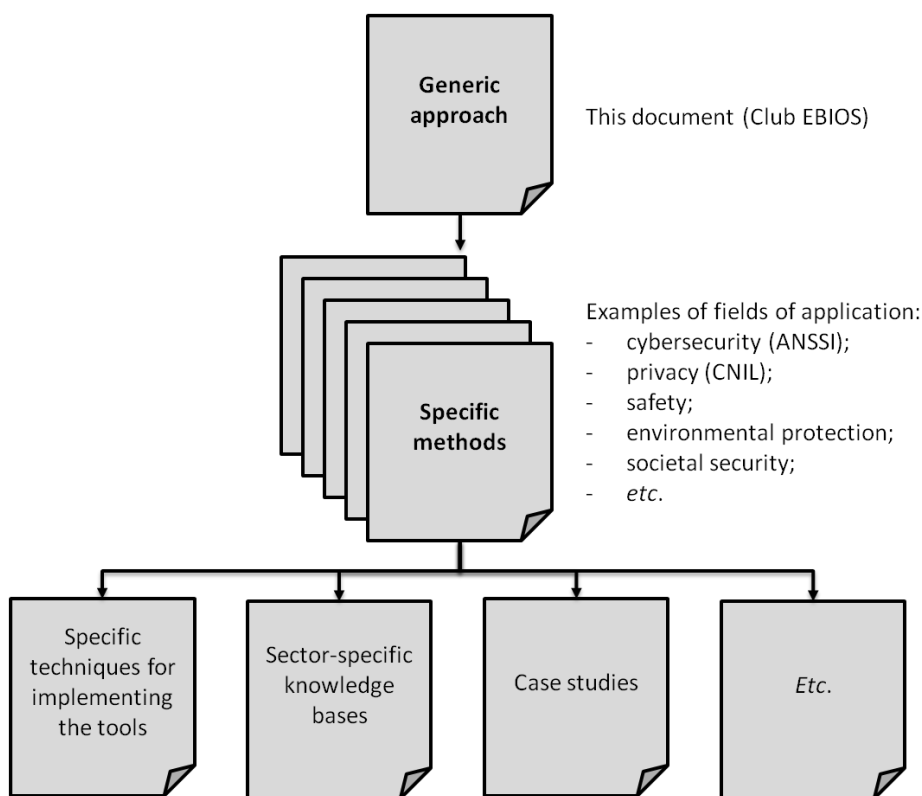 Generic
approach
This document (Club EBIOS)
Specific
methods
Examples of fields of application:
- cybersecurity (ANSSI);
- privacy (CNIL);
- safety;
- environmental protection;
- societal security;
- etc.
Specific
techniques for
implementing
the tools
Sector-specific
knowledge
bases
Case studies
Etc.